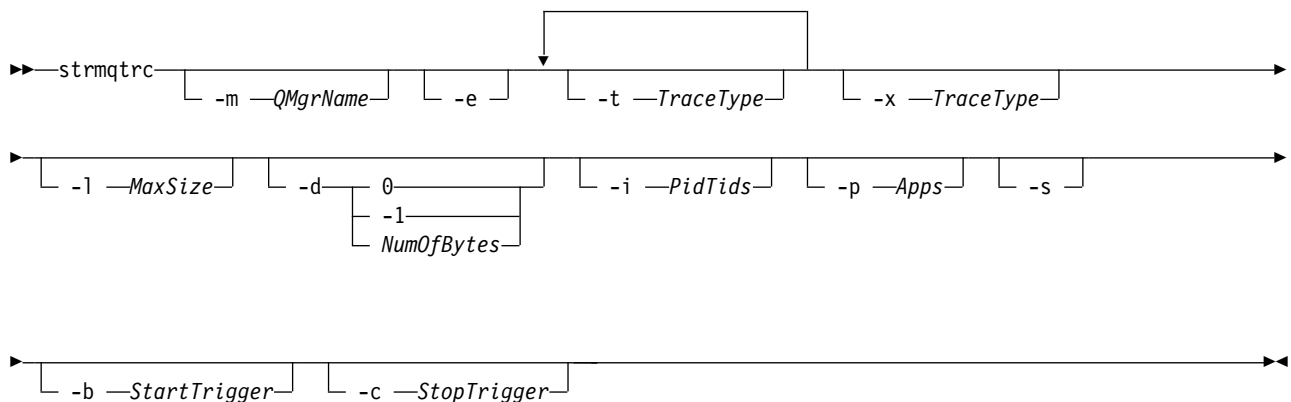 strmqtrc
-m QMgrName -e -t TraceType -x TraceType
-l MaxSize -d 0 -i PidTids -p Apps -s
-1
NumOfBytes
-b StartTrigger -c StopTrigger